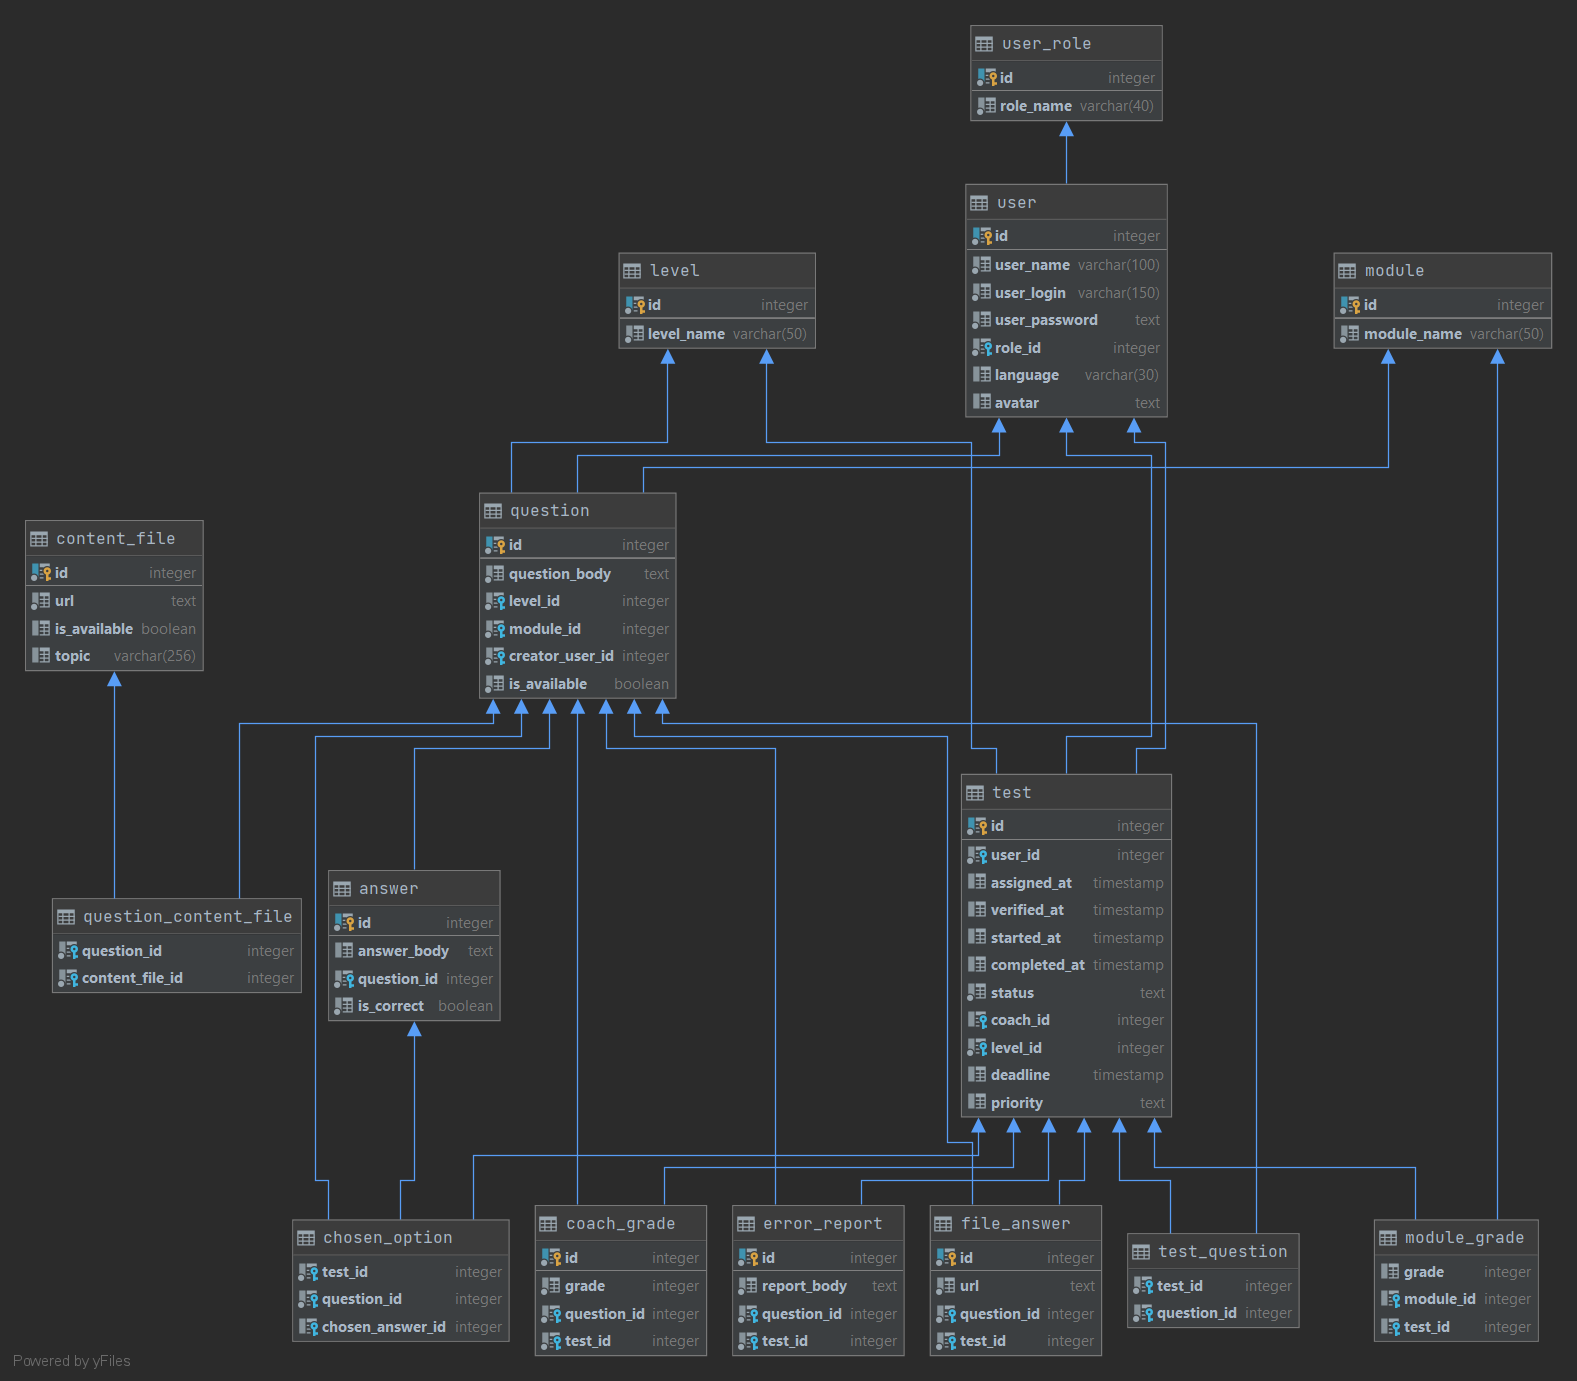 user_role
id integer
role_name varchar(40)
user
id integer
user_name varchar(100)
user_login varchar(150)
user_password text
role_id integer
language varchar(30)
avatar text
level
id integer
level_name varchar(50)
module
id integer
module_name varchar(50)
question
id integer
question_body text
level_id integer
module_id integer
creator_user_id integer
is_available boolean
content_file
id integer
url text
is_available boolean
topic varchar(256)
test
id integer
user_id integer
assigned_at timestamp
verified_at timestamp
started_at timestamp
completed_at timestamp
status text
coach_id integer
level_id integer
deadline timestamp
priority text
question_content_file
question_id integer
content_file_id integer
answer
id integer
answer_body text
question_id integer
is_correct boolean
chosen_option
test_id integer
question_id integer
chosen_answer_id integer
coach_grade
id integer
grade integer
question_id integer
test_id integer
error_report
id integer
report_body text
question_id integer
test_id integer
file_answer
id integer
url text
question_id integer
test_id integer
test_question
test_id integer
question_id integer
module_grade
grade integer
module_id integer
test_id integer
Powered by yFiles